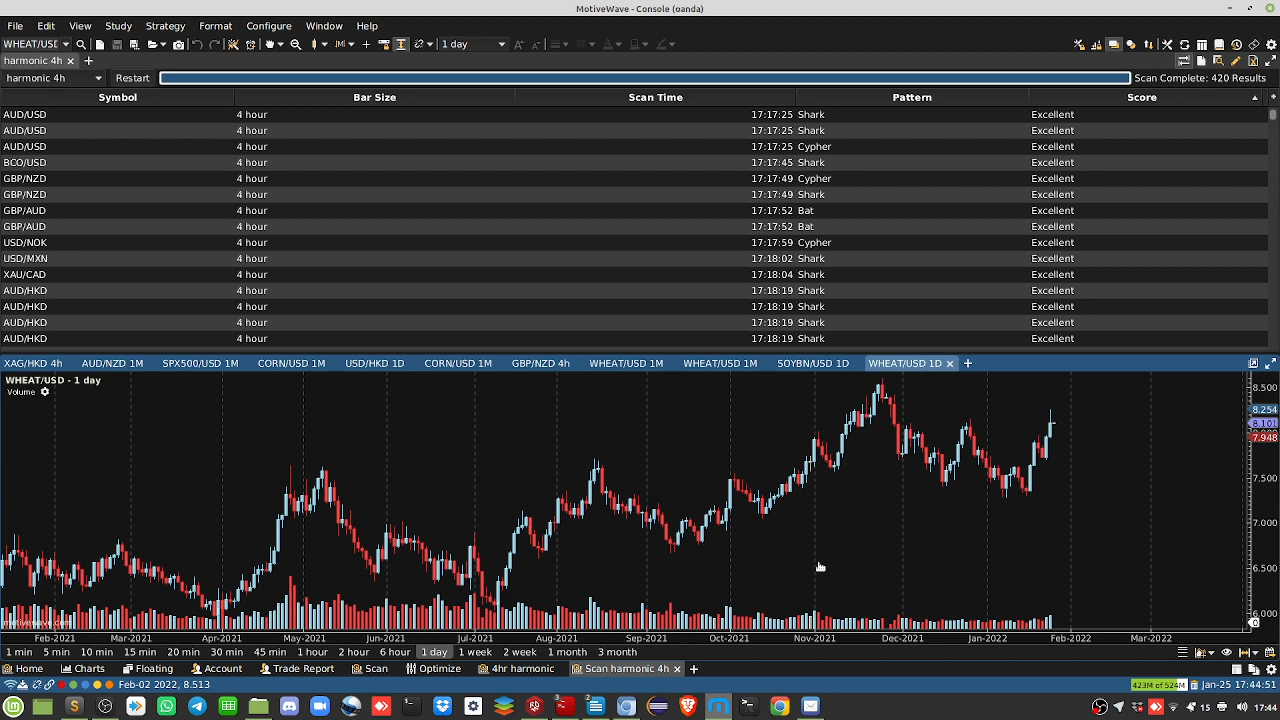 MotiveWave - Console (oanda)
File Edit View Study Strategy Format Configure Window Help
WHEAT/USD 1 day
harmonic 4h
harmonic 4h Restart Scan Complete: 420 Results
Symbol Bar Size Scan Time Pattern Score
AUD/USD 4 hour 17:17:25 Shark Excellent
AUD/USD 4 hour 17:17:25 Shark Excellent
AUD/USD 4 hour 17:17:25 Cypher Excellent
BCO/USD 4 hour 17:17:45 Shark Excellent
GBP/NZD 4 hour 17:17:49 Cypher Excellent
GBP/NZD 4 hour 17:17:49 Shark Excellent
GBP/AUD 4 hour 17:17:52 Bat Excellent
GBP/AUD 4 hour 17:17:52 Bat Excellent
USD/NOK 4 hour 17:17:59 Cypher Excellent
USD/MXN 4 hour 17:18:02 Shark Excellent
XAU/CAD 4 hour 17:18:04 Shark Excellent
AUD/HKD 4 hour 17:18:19 Shark Excellent
AUD/HKD 4 hour 17:18:19 Shark Excellent
AUD/HKD 4 hour 17:18:19 Shark Excellent
AUD/HKD 4 hour 17:18:19 Shark Excellent
XAG/HKD 4h AUD/NZD 1M SPX500/USD 1M CORN/USD 1M USD/HKD 1D CORN/USD 1M GBP/NZD 4h WHEAT/USD 1M WHEAT/USD 1M SOYBN/USD 1D WHEAT/USD 1D
WHEAT/USD - 1 day
Volume
8.500
8.254
8.101
7.948
7.500
7.000
6.500
6.000
0
motivewave.com
Feb-2021 Mar-2021 Apr-2021 May-2021 Jun-2021 Jul-2021 Aug-2021 Sep-2021 Oct-2021 Nov-2021 Dec-2021 Jan-2022 Feb-2022 Mar-2022
1 min 5 min 10 min 15 min 30 min 45 min 1 hour 2 hour 4 hour 6 hour 1 day 1 week 2 week 1 month 3 month
Home Charts Floating Account Trade Report Scan Optimize 4hr harmonic Scan harmonic 4h
Feb-02 2022, 8.513 423M of 524M Jan-25 17:44:51
15 17:44